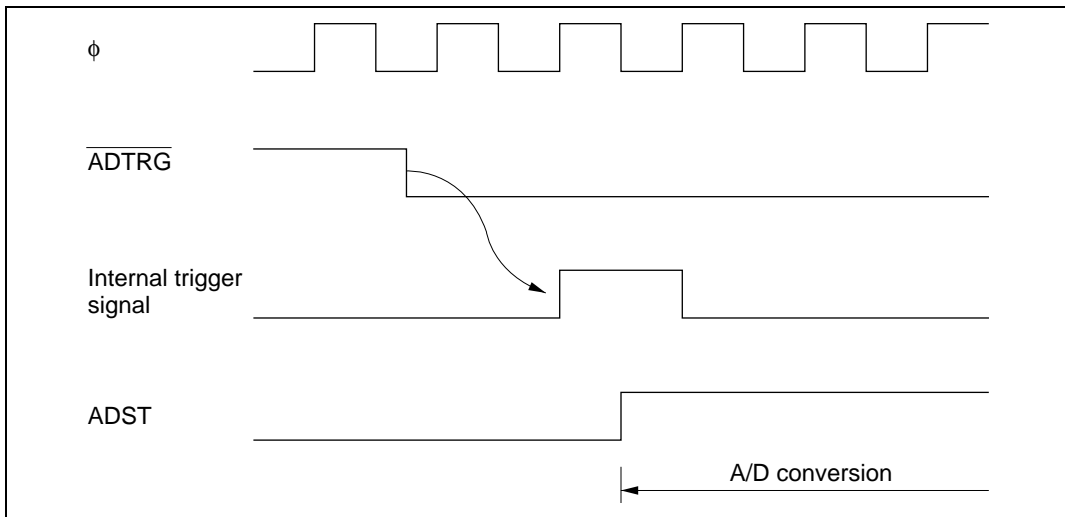 ϕ
ADTRG
Internal trigger
signal
ADST
A/D conversion